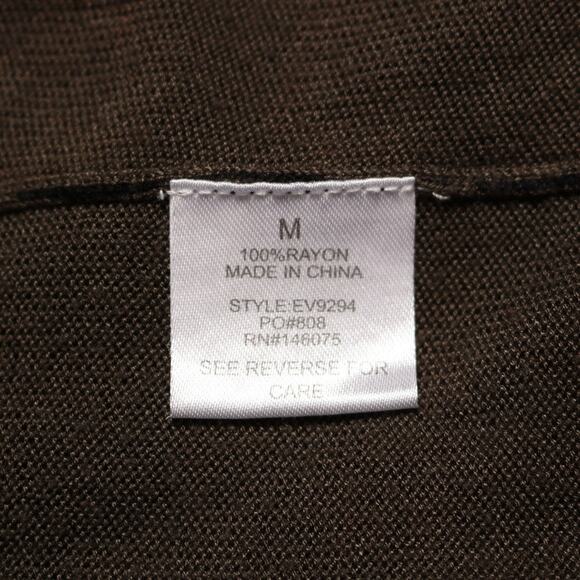 M
100%RAYON
MADE IN CHINA
STYLE:EV9294
PO#808
RN#146075
SEE REVERSE FOR
CARE